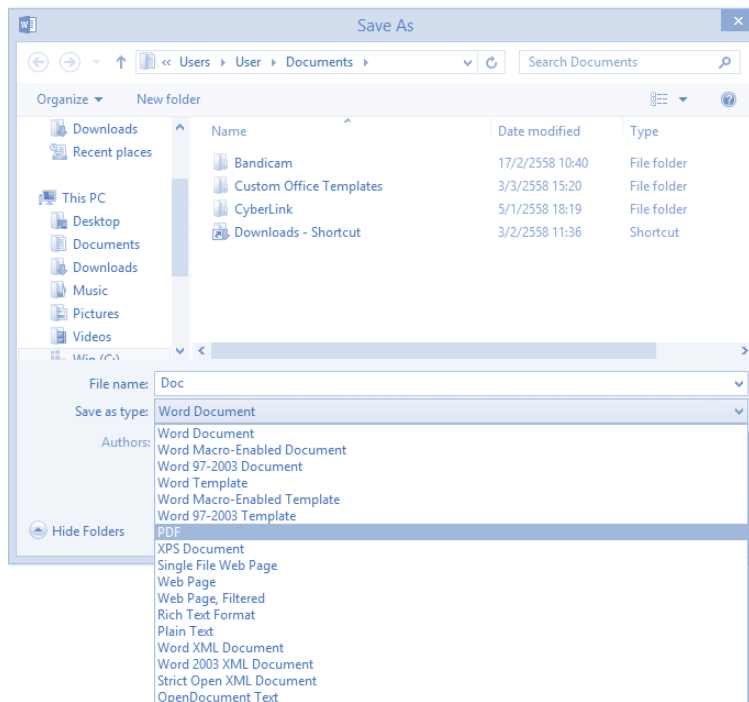 Save As
Users Users Documents
Search Documents
Organize
New folder
Downloads
Recent places
This PC
Desktop
Documents
Downloads
Music
Pictures
Videos
Win (C:)
Name Date modified Type
Bandicam 17/2/2558 10:40 File folder
Custom Office Templates 3/3/2558 15:20 File folder
CyberLink 5/1/2558 18:19 File folder
Downloads - Shortcut 3/2/2558 11:36 Shortcut
File name: Doc
Save as type: Word Document
Authors:
Word Document
Word Macro-Enabled Document
Word 97-2003 Document
Word Template
Word Macro-Enabled Template
Word 97-2003 Template
PDF
XPS Document
Single File Web Page
Web Page
Web Page, Filtered
Rich Text Format
Plain Text
Word XML Document
Word 2003 XML Document
Strict Open XML Document
OpenDocument Text
Hide Folders